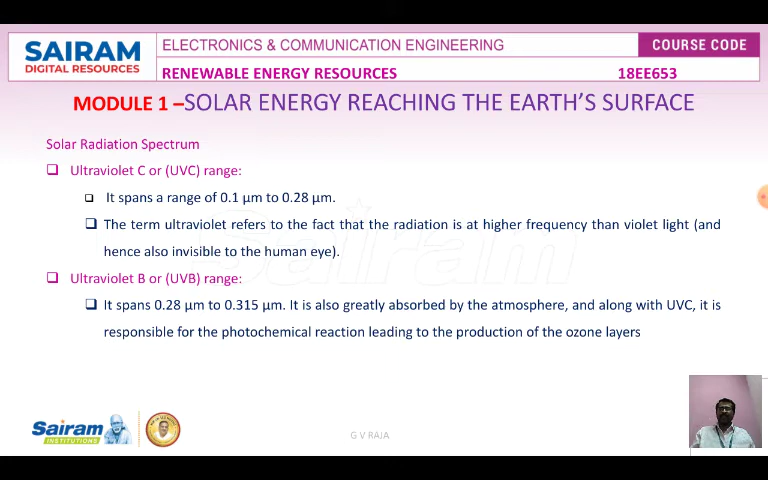 SAIRAM
DIGITAL RESOURCES
ELECTRONICS & COMMUNICATION ENGINEERING
COURSE CODE
RENEWABLE ENERGY RESOURCES
18EE653
MODULE 1 –SOLAR ENERGY REACHING THE EARTH'S SURFACE
Solar Radiation Spectrum
Ultraviolet C or (UVC) range:
It spans a range of 0.1 μm to 0.28 μm.
The term ultraviolet refers to the fact that the radiation is at higher frequency than violet light (and
hence also invisible to the human eye).
Ultraviolet B or (UVB) range:
It spans 0.28 μm to 0.315 μm. It is also greatly absorbed by the atmosphere, and along with UVC, it is
responsible for the photochemical reaction leading to the production of the ozone layers
Sairam
Sairam
INSTITUTIONS
G V RAJA